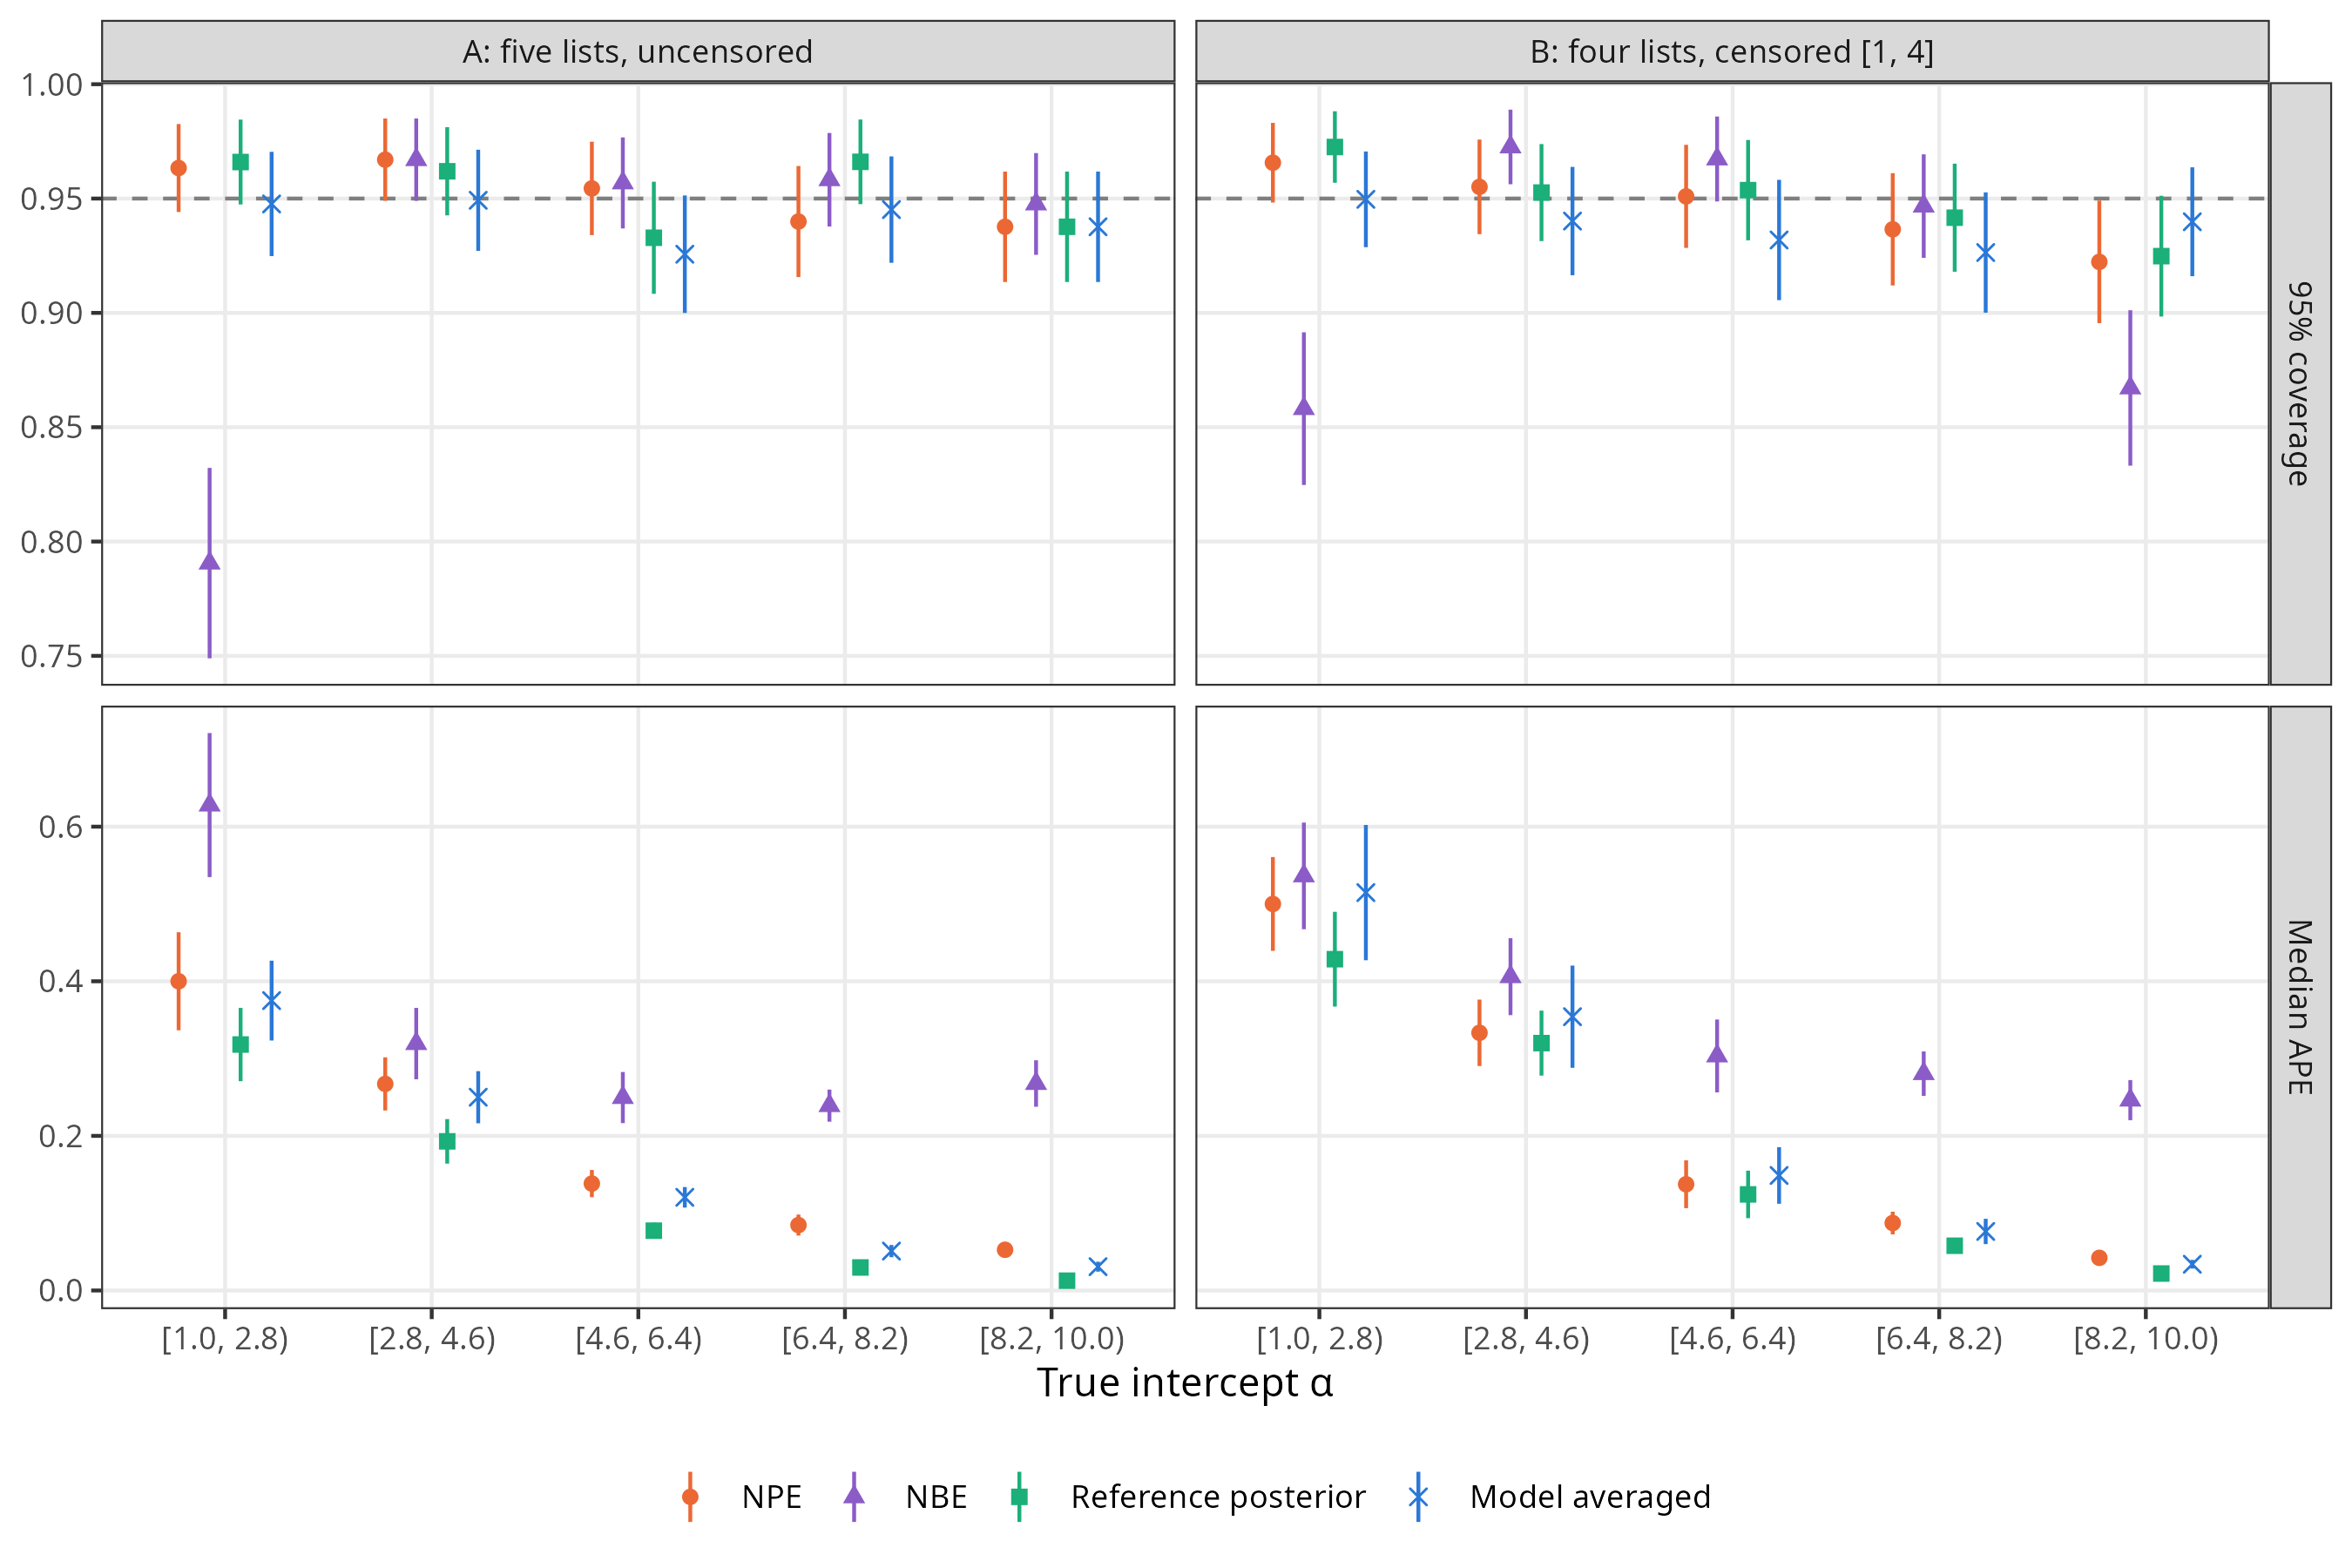 A: five lists, uncensored
B: four lists, censored [1, 4]
1.00
0.95
0.90
0.85
0.80
0.75
95% coverage
0.6
0.4
0.2
0.0
Median APE
[1.0, 2.8)
[2.8, 4.6)
[4.6, 6.4)
[6.4, 8.2)
[8.2, 10.0)
[1.0, 2.8)
[2.8, 4.6)
[4.6, 6.4)
[6.4, 8.2)
[8.2, 10.0)
True intercept α
NPE
NBE
Reference posterior
Model averaged